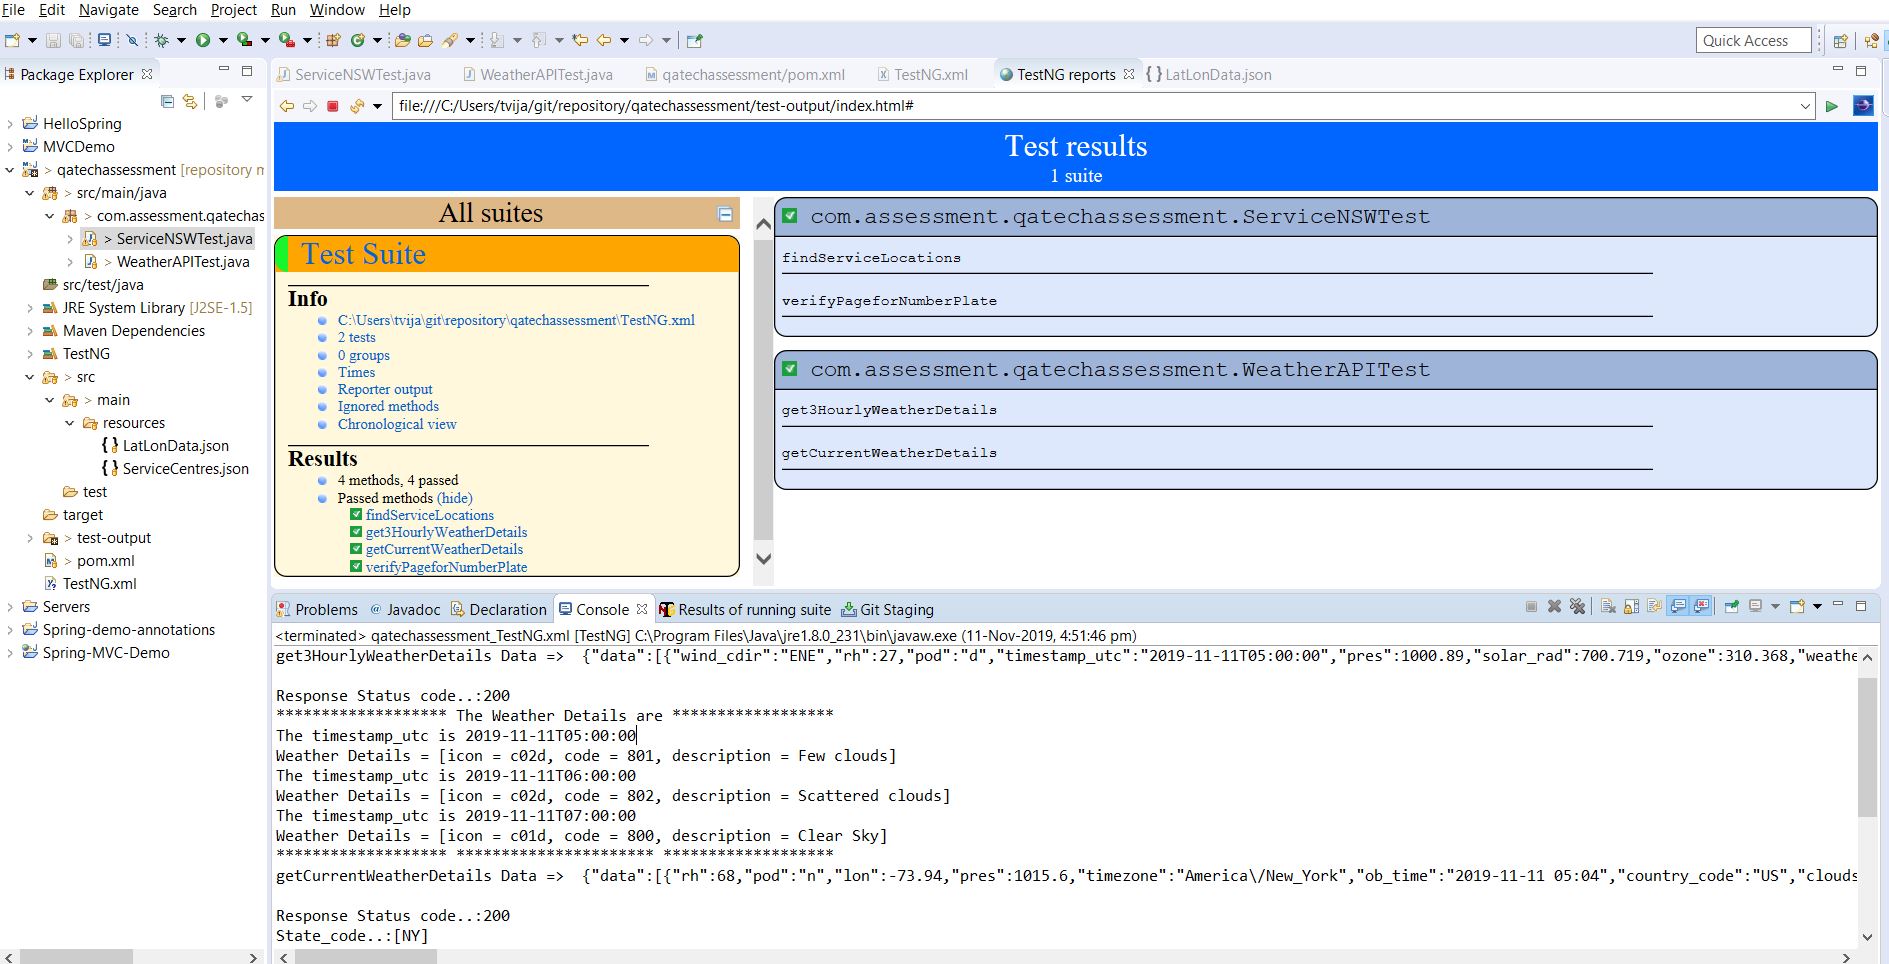 File Edit Navigate Search Project Run Window Help
Quick Access
Package Explorer
HelloSpring
MVCDemo
> qatechassessment [repository m
> src/main/java
> com.assessment.qatechas
> ServiceNSWTest.java
> WeatherAPITest.java
src/test/java
JRE System Library [J2SE-1.5]
Maven Dependencies
TestNG
> src
> main
resources
LatLonData.json
ServiceCentres.json
test
target
> test-output
> pom.xml
TestNG.xml
Servers
Spring-demo-annotations
Spring-MVC-Demo
ServiceNSWTest.java WeatherAPITest.java qatechassessment/pom.xml TestNG.xml TestNG reports LatLonData.json
file:///C:/Users/tvija/git/repository/qatechassessment/test-output/index.html#
Test results
1 suite
All suites
Test Suite
Info
C:\Users\tvija\git\repository\qatechassessment\TestNG.xml
2 tests
0 groups
Times
Reporter output
Ignored methods
Chronological view
Results
4 methods, 4 passed
Passed methods (hide)
findServiceLocations
get3HourlyWeatherDetails
getCurrentWeatherDetails
verifyPageforNumberPlate
com.assessment.qatechassessment.ServiceNSWTest
findServiceLocations
verifyPageforNumberPlate
com.assessment.qatechassessment.WeatherAPITest
get3HourlyWeatherDetails
getCurrentWeatherDetails
Problems @ Javadoc Declaration Console Results of running suite Git Staging
<terminated> qatechassessment_TestNG.xml [TestNG] C:\Program Files\Java\jre1.8.0_231\bin\javaw.exe (11-Nov-2019, 4:51:46 pm)
get3HourlyWeatherDetails Data => {"data":[{"wind_cdir":"ENE","rh":27,"pod":"d","timestamp_utc":"2019-11-11T05:00:00","pres":1000.89,"solar_rad":700.719,"ozone":310.368,"weathe
Response Status code..:200
******************* The Weather Details are ******************
The timestamp_utc is 2019-11-11T05:00:00
Weather Details = [icon = c02d, code = 801, description = Few clouds]
The timestamp_utc is 2019-11-11T06:00:00
Weather Details = [icon = c02d, code = 802, description = Scattered clouds]
The timestamp_utc is 2019-11-11T07:00:00
Weather Details = [icon = c01d, code = 800, description = Clear Sky]
******************* ********************** *******************
getCurrentWeatherDetails Data => {"data":[{"rh":68,"pod":"n","lon":-73.94,"pres":1015.6,"timezone":"America\/New_York","ob_time":"2019-11-11 05:04","country_code":"US","clouds
Response Status code..:200
State_code..:[NY]